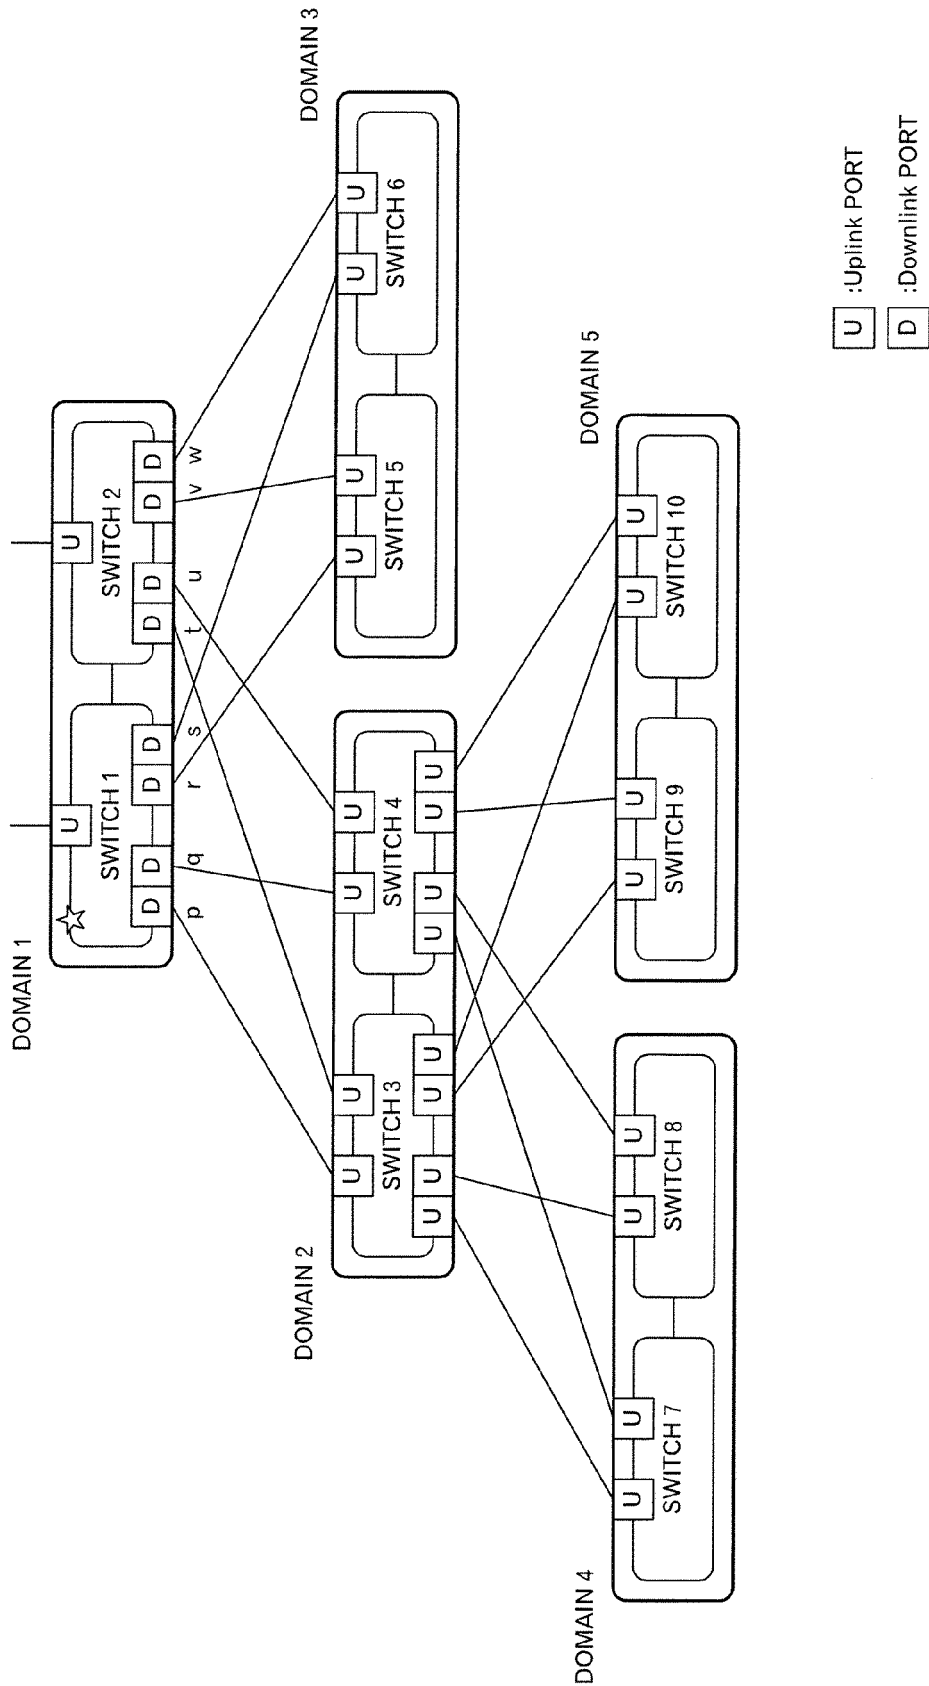 DOMAIN 1
U U
☆
SWITCH 1 SWITCH 2
D D D D D D D D
p q r s t u v w
DOMAIN 2 DOMAIN 3
U U U U U U U U
SWITCH 3 SWITCH 4 SWITCH 5 SWITCH 6
U U U U U U U U
DOMAIN 4 DOMAIN 5
U U U U U U U U
SWITCH 7 SWITCH 8 SWITCH 9 SWITCH 10
U :Uplink PORT
D :Downlink PORT